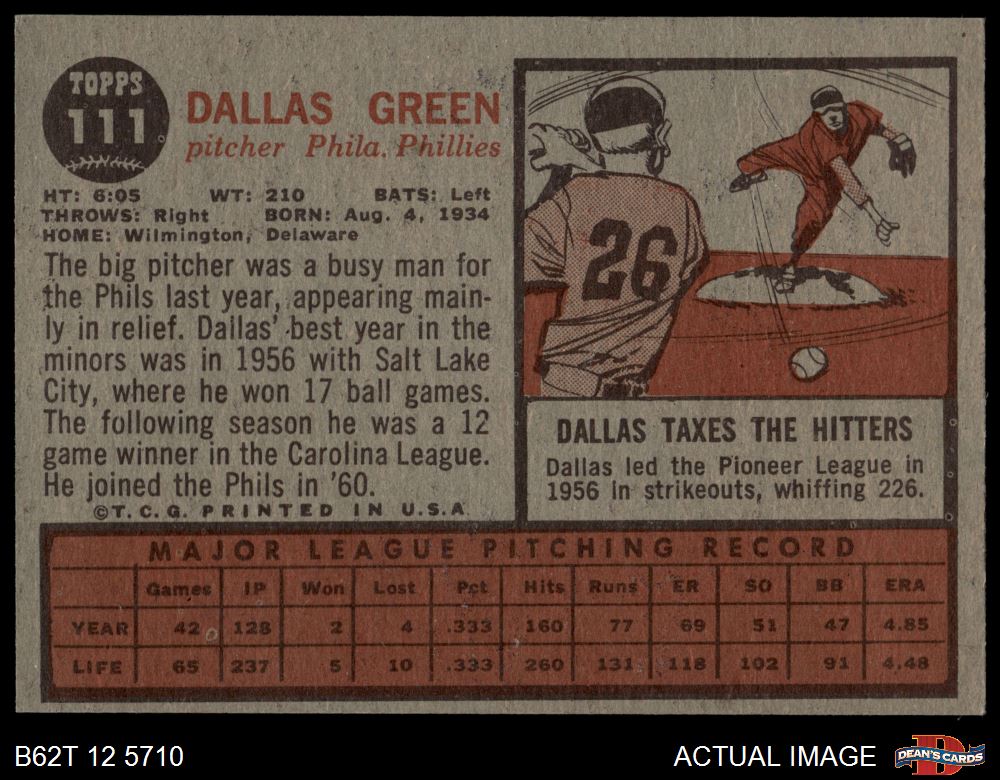 TOPPS
111
DALLAS GREEN
pitcher Phila. Phillies
HT: 6:05 WT: 210 BATS: Left
THROWS: Right BORN: Aug. 4, 1934
HOME: Wilmington, Delaware
The big pitcher was a busy man for
the Phils last year, appearing main-
ly in relief. Dallas' best year in the
minors was in 1956 with Salt Lake
City, where he won 17 ball games.
The following season he was a 12
game winner in the Carolina League.
He joined the Phils in '60.
©T. C. G. PRINTED IN U.S.A.
26
DALLAS TAXES THE HITTERS
Dallas led the Pioneer League in
1956 in strikeouts, whiffing 226.
MAJOR LEAGUE PITCHING RECORD
Games IP Won Lost Pct Hits Runs ER SO BB ERA
YEAR 42 128 2 4 .333 160 77 69 51 47 4.85
LIFE 65 237 5 10 .333 260 131 118 102 91 4.48
B62T 12 5710
ACTUAL IMAGE
D
DEAN'S CARDS